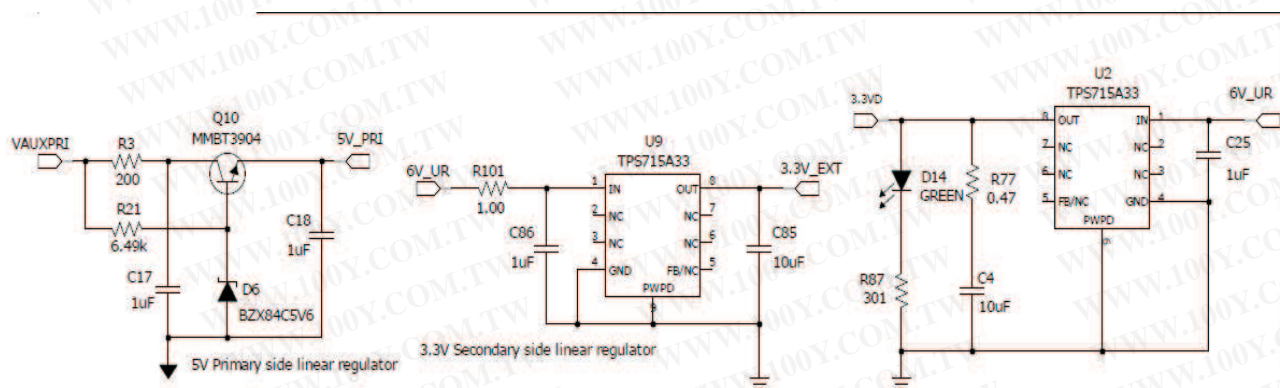 VAUXPRI
R3
200
R21
6.49k
C17
1uF
Q10
MMBT3904
D6
BZX84C5V6
C18
1uF
5V_PRI
5V Primary side linear regulator
6V_UR
R101
1.00
C86
1uF
U9
TPS715A33
1 IN
2 NC
3 NC
4 GND
OUT 8
NC 7
NC 6
FB/NC 5
PWPD
9
3.3V_EXT
C85
10uF
3.3V Secondary side linear regulator
3.3VD
D14
GREEN
R87
301
R77
0.47
C4
10uF
U2
TPS715A33
8 OUT
7 NC
6 NC
5 FB/NC
IN 1
NC 2
NC 3
GND 4
PWPD
9
6V_UR
C25
1uF
WWW.100Y.COM.TW